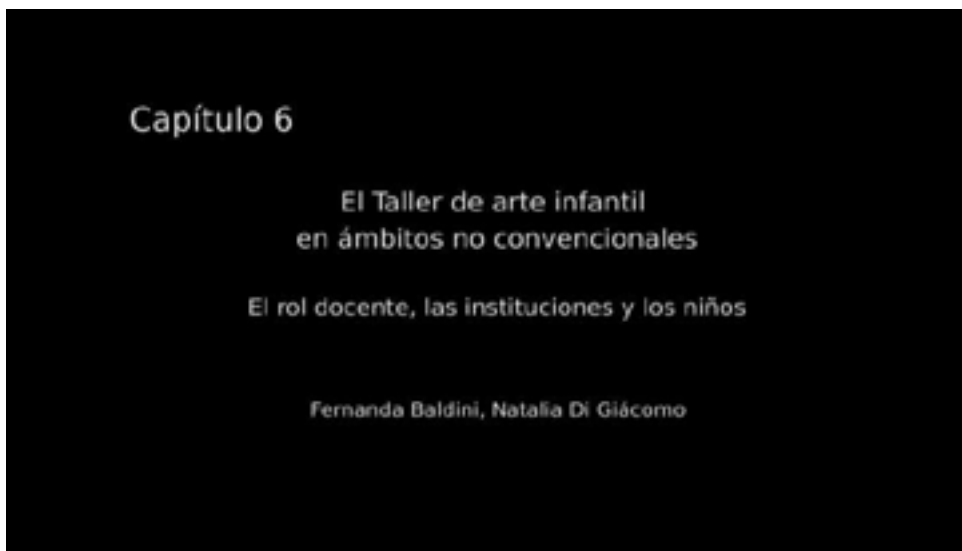 Capítulo 6
El Taller de arte infantil
en ámbitos no convencionales
El rol docente, las instituciones y los niños
Fernanda Baldini, Natalia Di Giácomo